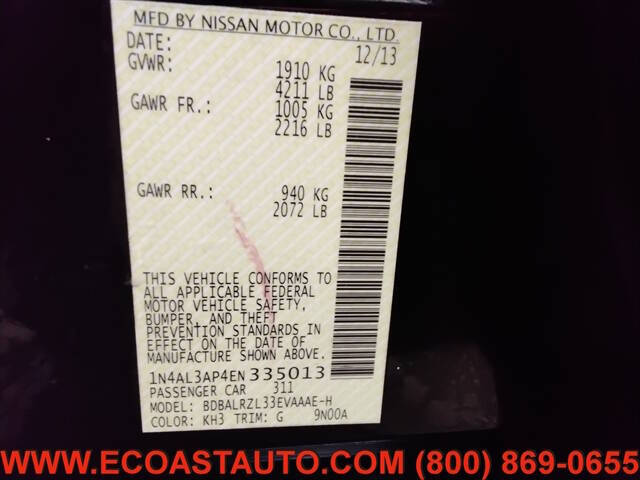 MFD BY NISSAN MOTOR CO., LTD.
DATE: 12/13
GVWR: 1910 KG
4211 LB
GAWR FR.: 1005 KG
2216 LB
GAWR RR.: 940 KG
2072 LB
THIS VEHICLE CONFORMS TO
ALL APPLICABLE FEDERAL
MOTOR VEHICLE SAFETY,
BUMPER, AND THEFT
PREVENTION STANDARDS IN
EFFECT ON THE DATE OF
MANUFACTURE SHOWN ABOVE.
1N4AL3AP4EN335013
PASSENGER CAR 311
MODEL: BDBALRZL33EVAAAE-H
COLOR: KH3 TRIM: G 9N00A
WWW.ECOASTAUTO.COM (800) 869-0655